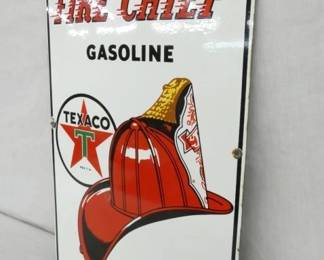 FIRE CHIEF
GASOLINE
TEXACO
T